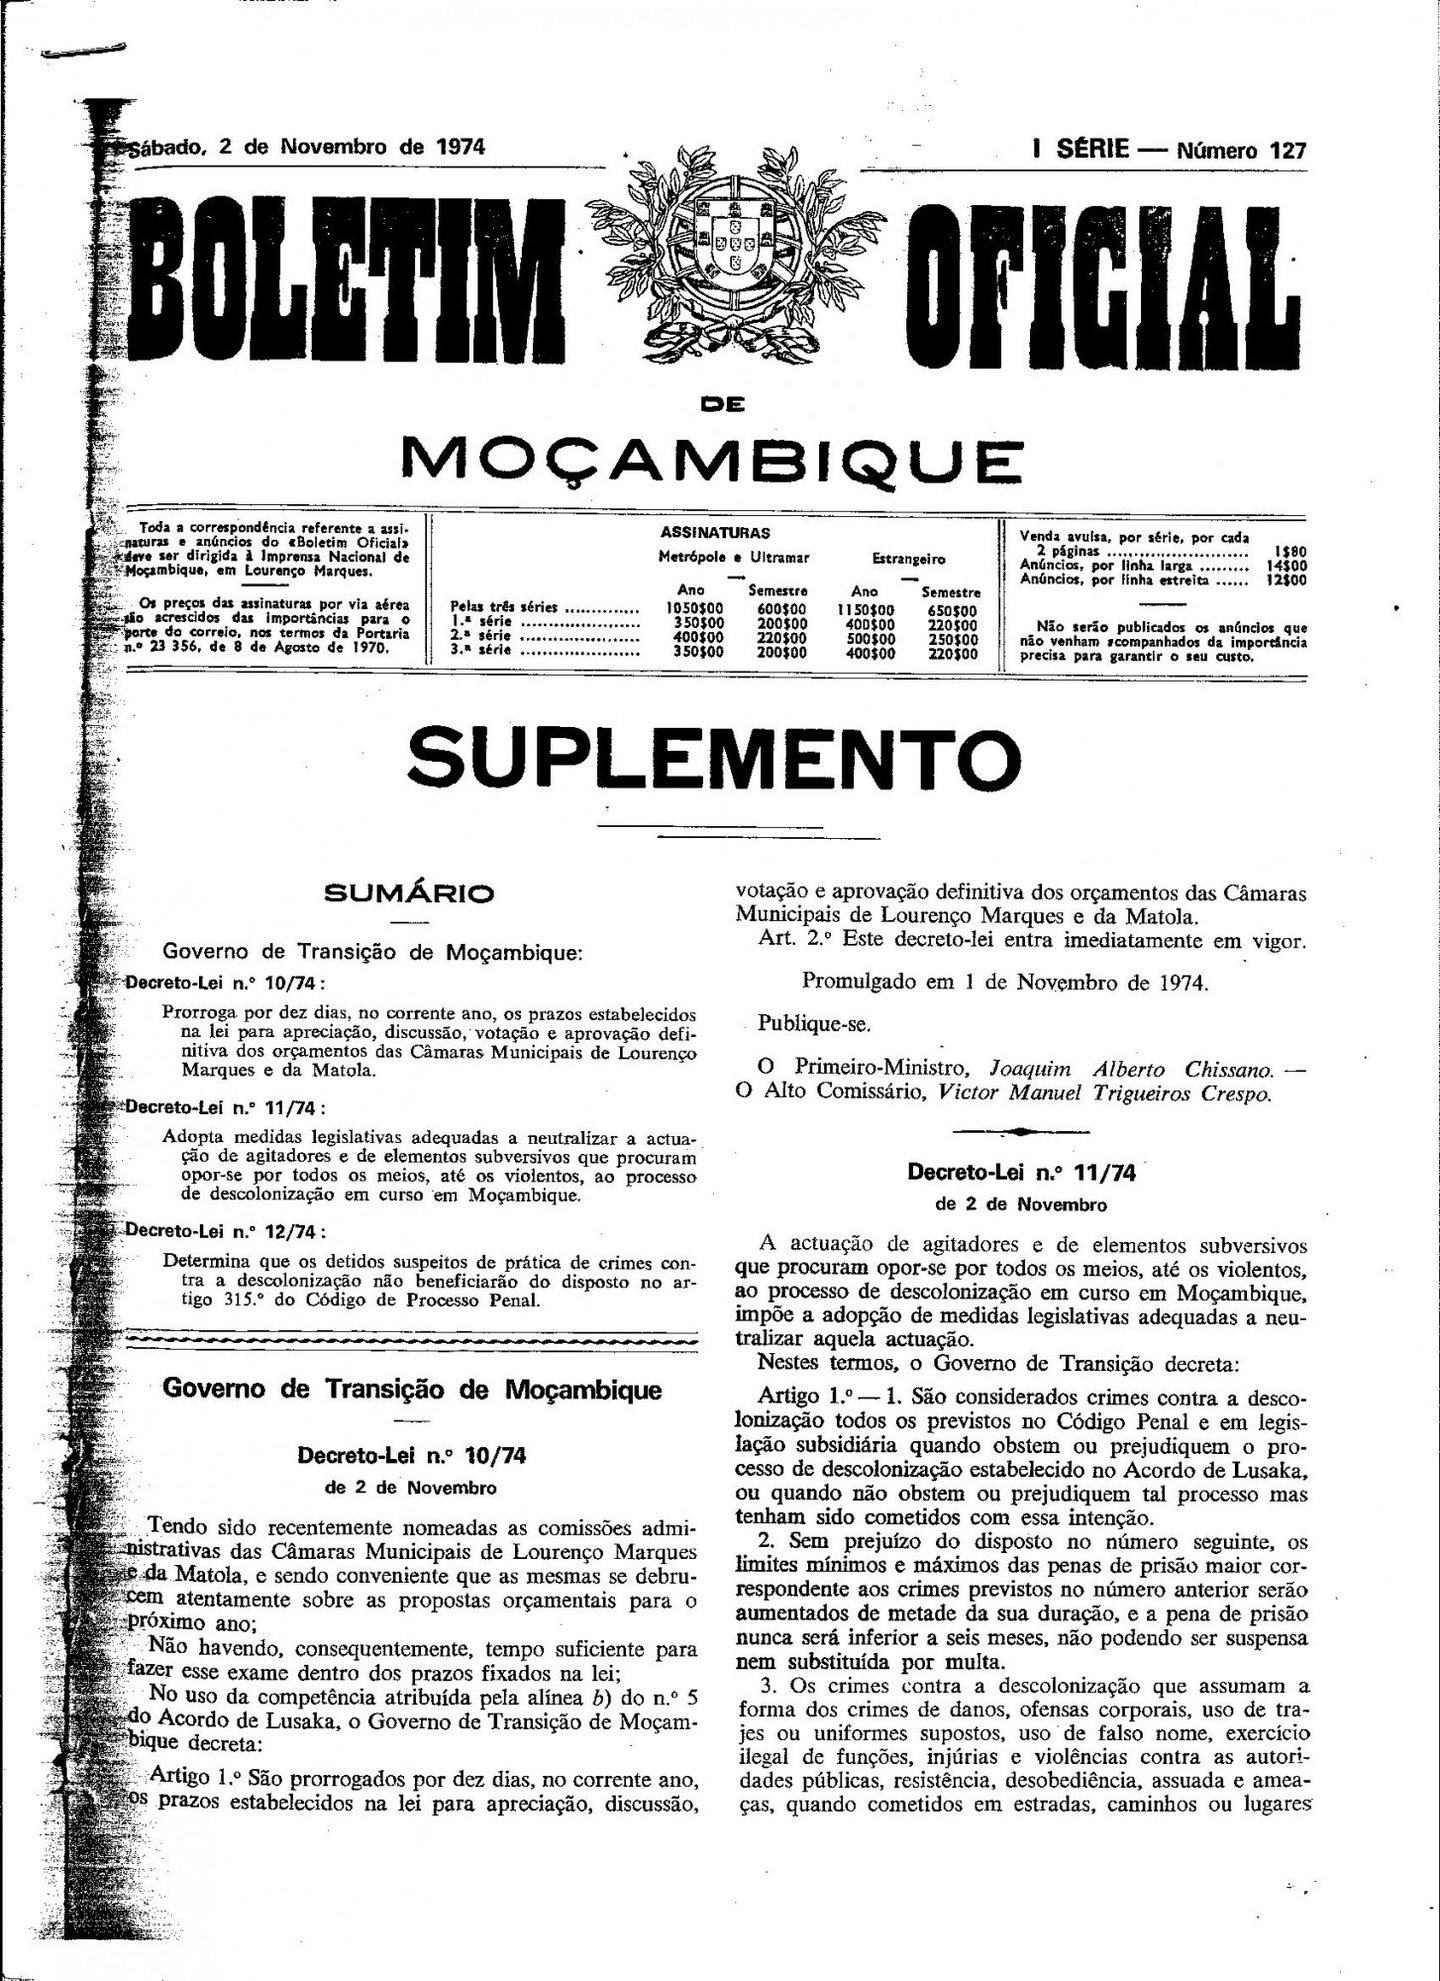 Sábado, 2 de Novembro de 1974
I SÉRIE — Número 127
BOLETIM OFICIAL
DE
MOÇAMBIQUE
Toda a correspondência referente a assi-
naturas e anúncios do «Boletim Oficial»
deve ser dirigida à Imprensa Nacional de
Moçambique, em Lourenço Marques.
Os preços das assinaturas por via aérea
são acrescidos das importâncias para o
porte do correio, nos termos da Portaria
n.º 23 356, de 8 de Agosto de 1970.
ASSINATURAS
Metrópole e Ultramar Estrangeiro
Ano Semestre Ano Semestre
Pelas três séries ............. 1050$00 600$00 1150$00 650$00
1.ª série ..................... 350$00 200$00 400$00 220$00
2.ª série ..................... 400$00 220$00 500$00 250$00
3.ª série ..................... 350$00 200$00 400$00 220$00
Venda avulsa, por série, por cada
2 páginas ......................... 1$80
Anúncios, por linha larga ......... 14$00
Anúncios, por linha estreita ...... 12$00
Não serão publicados os anúncios que
não venham acompanhados da importância
precisa para garantir o seu custo.
SUPLEMENTO
SUMÁRIO
Governo de Transição de Moçambique:
Decreto-Lei n.º 10/74:
Prorroga por dez dias, no corrente ano, os prazos estabelecidos
na lei para apreciação, discussão, votação e aprovação defi-
nitiva dos orçamentos das Câmaras Municipais de Lourenço
Marques e da Matola.
Decreto-Lei n.º 11/74:
Adopta medidas legislativas adequadas a neutralizar a actua-
ção de agitadores e de elementos subversivos que procuram
opor-se por todos os meios, até os violentos, ao processo
de descolonização em curso em Moçambique.
Decreto-Lei n.º 12/74:
Determina que os detidos suspeitos de prática de crimes con-
tra a descolonização não beneficiarão do disposto no ar-
tigo 315.º do Código de Processo Penal.
Governo de Transição de Moçambique
Decreto-Lei n.º 10/74
de 2 de Novembro
Tendo sido recentemente nomeadas as comissões admi-
nistrativas das Câmaras Municipais de Lourenço Marques
e da Matola, e sendo conveniente que as mesmas se debru-
cem atentamente sobre as propostas orçamentais para o
próximo ano;
Não havendo, consequentemente, tempo suficiente para
fazer esse exame dentro dos prazos fixados na lei;
No uso da competência atribuída pela alínea b) do n.º 5
do Acordo de Lusaka, o Governo de Transição de Moçam-
bique decreta:
Artigo 1.º São prorrogados por dez dias, no corrente ano,
os prazos estabelecidos na lei para apreciação, discussão,
votação e aprovação definitiva dos orçamentos das Câmaras
Municipais de Lourenço Marques e da Matola.
Art. 2.º Este decreto-lei entra imediatamente em vigor.
Promulgado em 1 de Novembro de 1974.
Publique-se.
O Primeiro-Ministro, Joaquim Alberto Chissano. —
O Alto Comissário, Victor Manuel Trigueiros Crespo.
Decreto-Lei n.º 11/74
de 2 de Novembro
A actuação de agitadores e de elementos subversivos
que procuram opor-se por todos os meios, até os violentos,
ao processo de descolonização em curso em Moçambique,
impõe a adopção de medidas legislativas adequadas a neu-
tralizar aquela actuação.
Nestes termos, o Governo de Transição decreta:
Artigo 1.º — 1. São considerados crimes contra a desco-
lonização todos os previstos no Código Penal e em legis-
lação subsidiária quando obstem ou prejudiquem o pro-
cesso de descolonização estabelecido no Acordo de Lusaka,
ou quando não obstem ou prejudiquem tal processo mas
tenham sido cometidos com essa intenção.
2. Sem prejuízo do disposto no número seguinte, os
limites mínimos e máximos das penas de prisão maior cor-
respondente aos crimes previstos no número anterior serão
aumentados de metade da sua duração, e a pena de prisão
nunca será inferior a seis meses, não podendo ser suspensa
nem substituída por multa.
3. Os crimes contra a descolonização que assumam a
forma dos crimes de danos, ofensas corporais, uso de tra-
jes ou uniformes supostos, uso de falso nome, exercício
ilegal de funções, injúrias e violências contra as autori-
dades públicas, resistência, desobediência, assuada e amea-
ças, quando cometidos em estradas, caminhos ou lugares